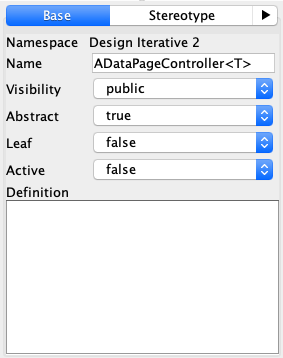 Base Stereotype
Namespace Design Iterative 2
Name ADataPageController<T>
Visibility public
Abstract true
Leaf false
Active false
Definition